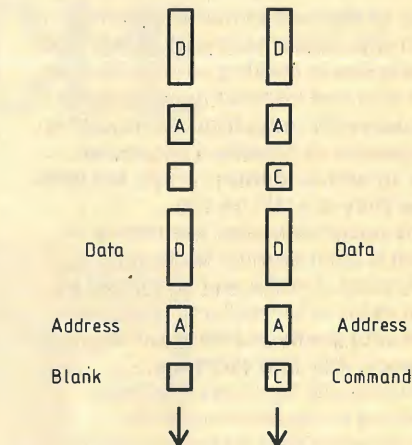 D D
A A
C
Data D D Data
Address A A Address
Blank C Command